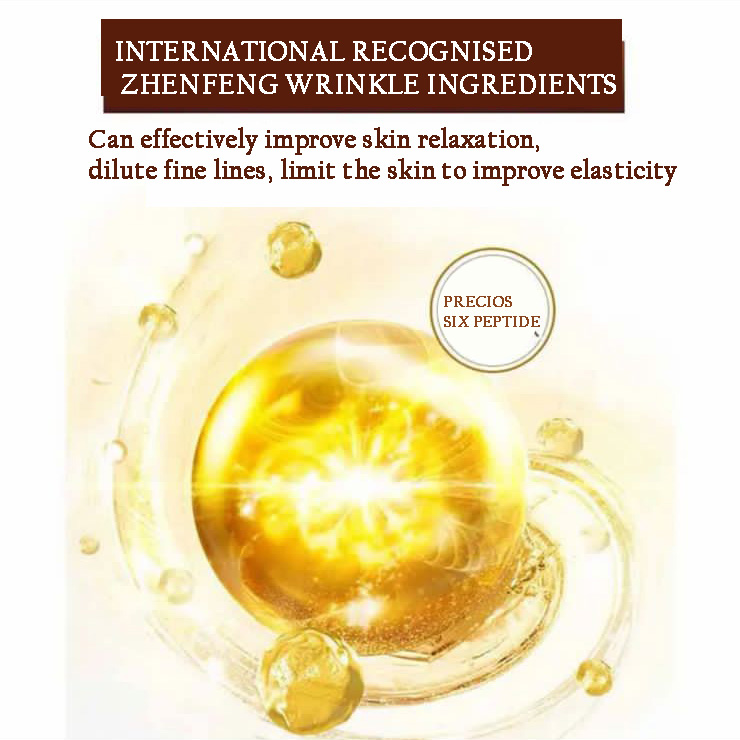 INTERNATIONAL RECOGNISED
ZHENFENG WRINKLE INGREDIENTS
Can effectively improve skin relaxation,
dilute fine lines, limit the skin to improve elasticity
PRECIOS
SIX PEPTIDE